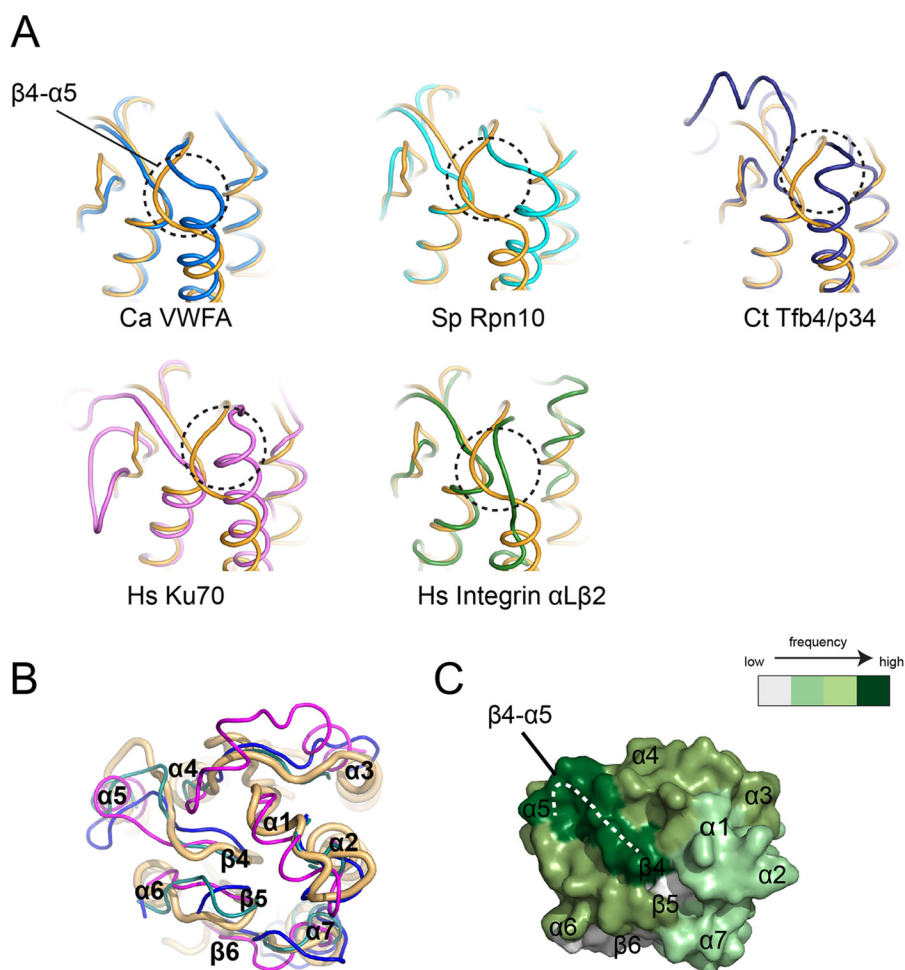 A
β4-α5
Ca VWFA
Sp Rpn10
Ct Tfb4/p34
Hs Ku70
Hs Integrin αLβ2
B
α4
α3
α5
α1
α2
β4
α6
β5
β6
α7
C
frequency
low
high
β4-α5
α4
α5
α3
α1
β4
α2
β5
α6
β6
α7